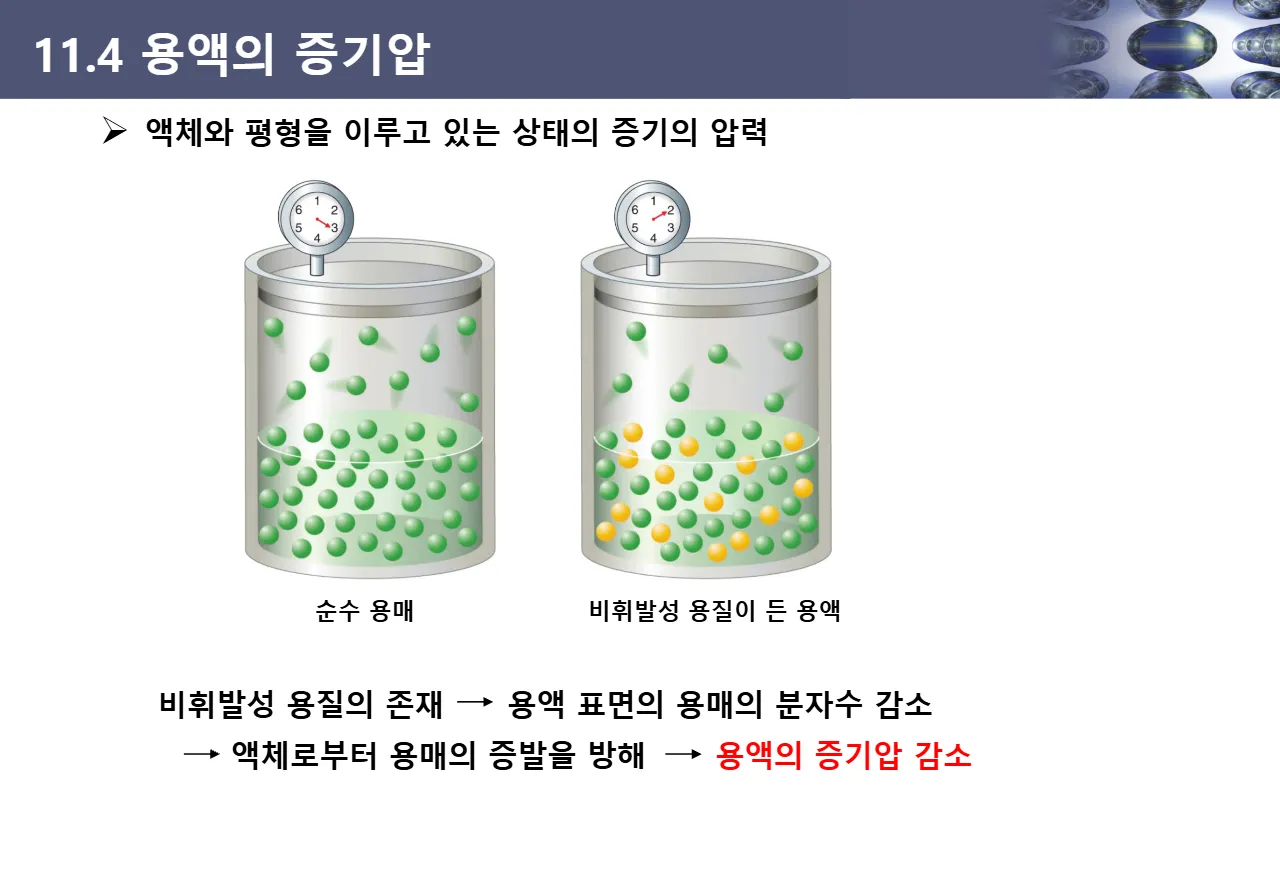 11.4 용액의 증기압
➢ 액체와 평형을 이루고 있는 상태의 증기의 압력
1
6 2
5 3
4
1
6 2
5 3
4
순수 용매
비휘발성 용질이 든 용액
비휘발성 용질의 존재 → 용액 표면의 용매의 분자수 감소
→ 액체로부터 용매의 증발을 방해 → 용액의 증기압 감소